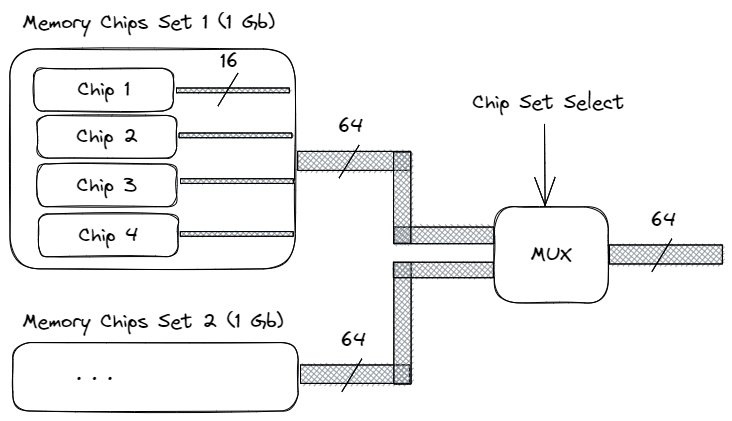 Memory Chips Set 1 (1 Gb)
16
Chip 1
Chip 2
Chip 3
Chip 4
64
Chip Set Select
MUX
64
Memory Chips Set 2 (1 Gb)
64
...